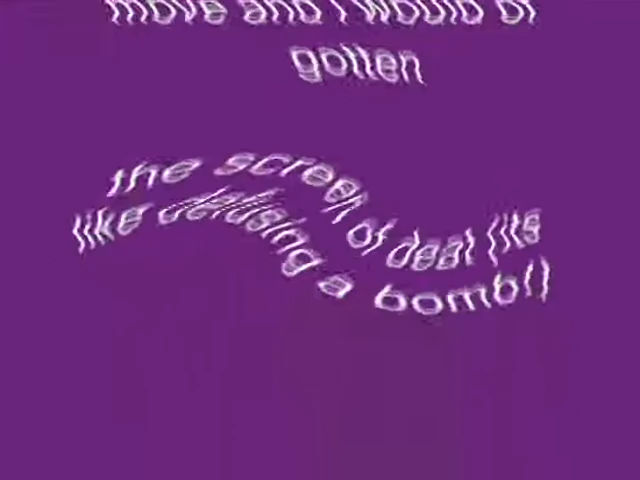 move and I would of
gotten
the screen of deat (its
like defusing a bomb!)